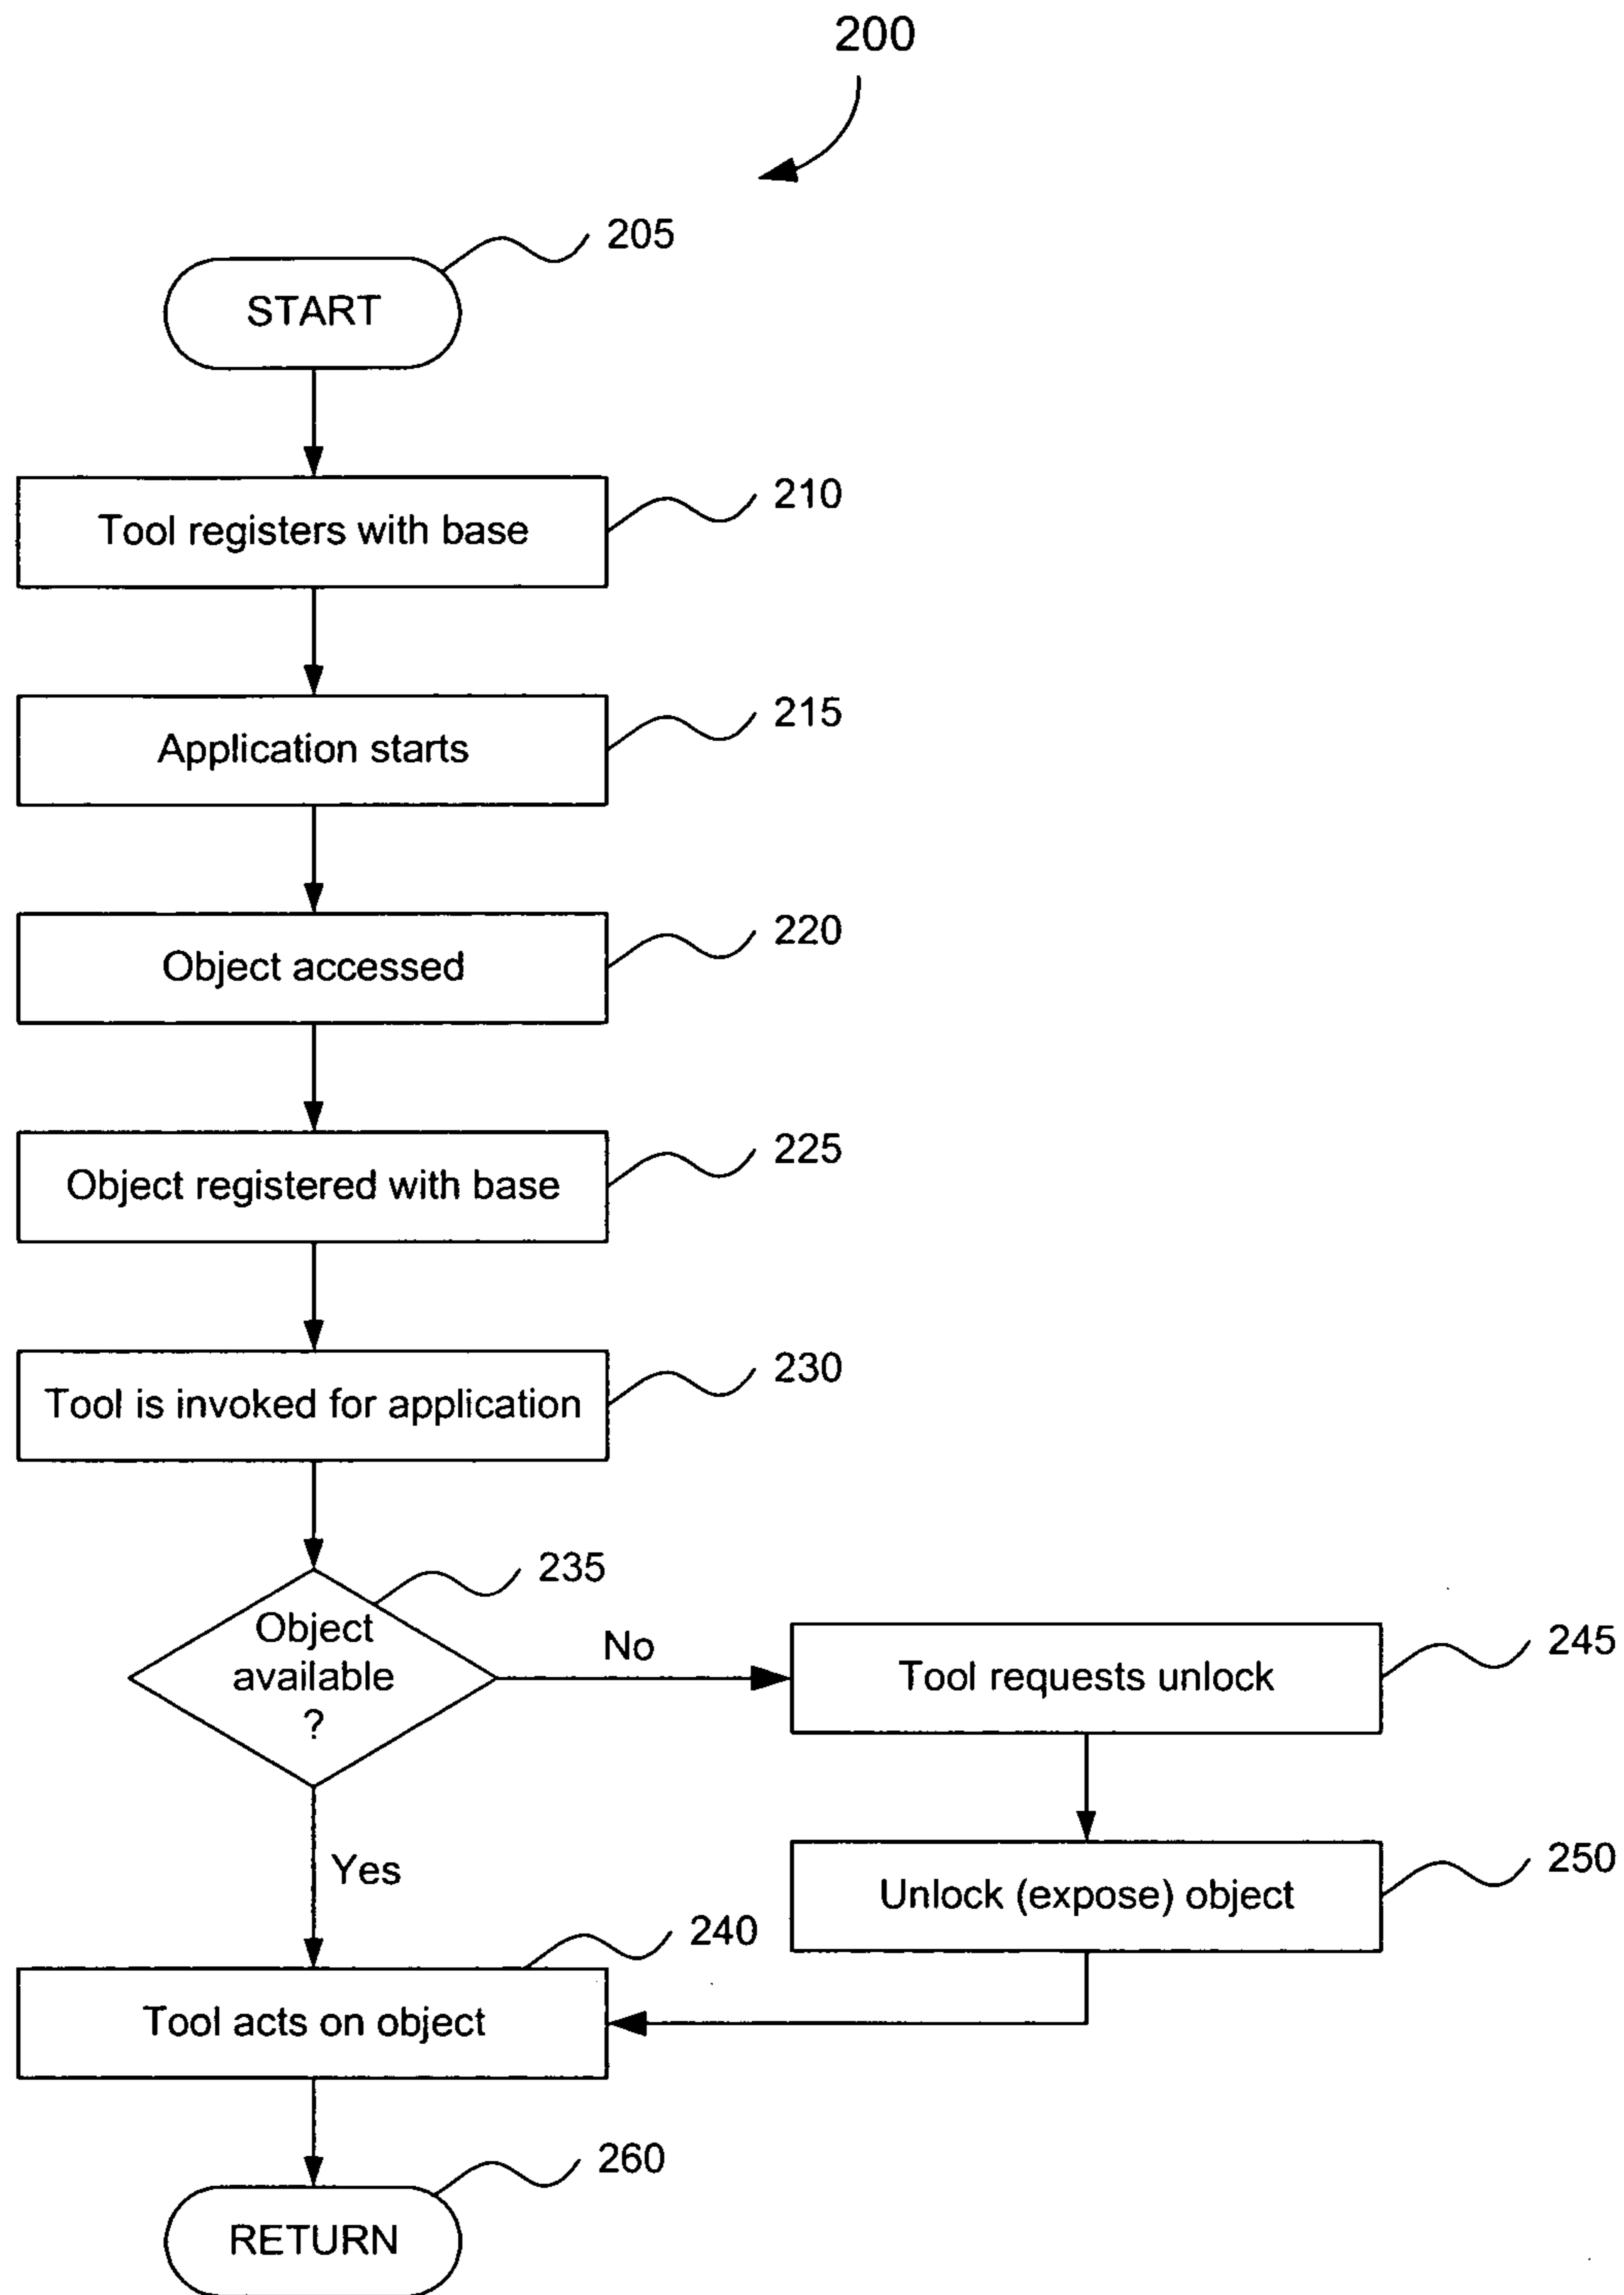 200
205
START
210
Tool registers with base
215
Application starts
220
Object accessed
225
Object registered with base
230
Tool is invoked for application
235
Object
available
?
No
245
Tool requests unlock
Yes
250
Unlock (expose) object
240
Tool acts on object
260
RETURN